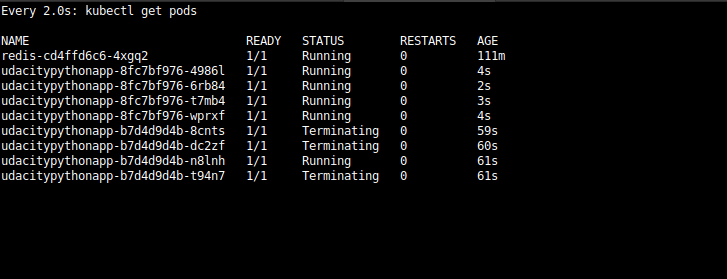 Every 2.0s: kubectl get pods
NAME READY STATUS RESTARTS AGE
redis-cd4ffd6c6-4xgq2 1/1 Running 0 111m
udacitypythonapp-8fc7bf976-4986l 1/1 Running 0 4s
udacitypythonapp-8fc7bf976-6rb84 1/1 Running 0 2s
udacitypythonapp-8fc7bf976-t7mb4 1/1 Running 0 3s
udacitypythonapp-8fc7bf976-wprxf 1/1 Running 0 4s
udacitypythonapp-b7d4d9d4b-8cnts 1/1 Terminating 0 59s
udacitypythonapp-b7d4d9d4b-dc2zf 1/1 Terminating 0 60s
udacitypythonapp-b7d4d9d4b-n8lnh 1/1 Running 0 61s
udacitypythonapp-b7d4d9d4b-t94n7 1/1 Terminating 0 61s